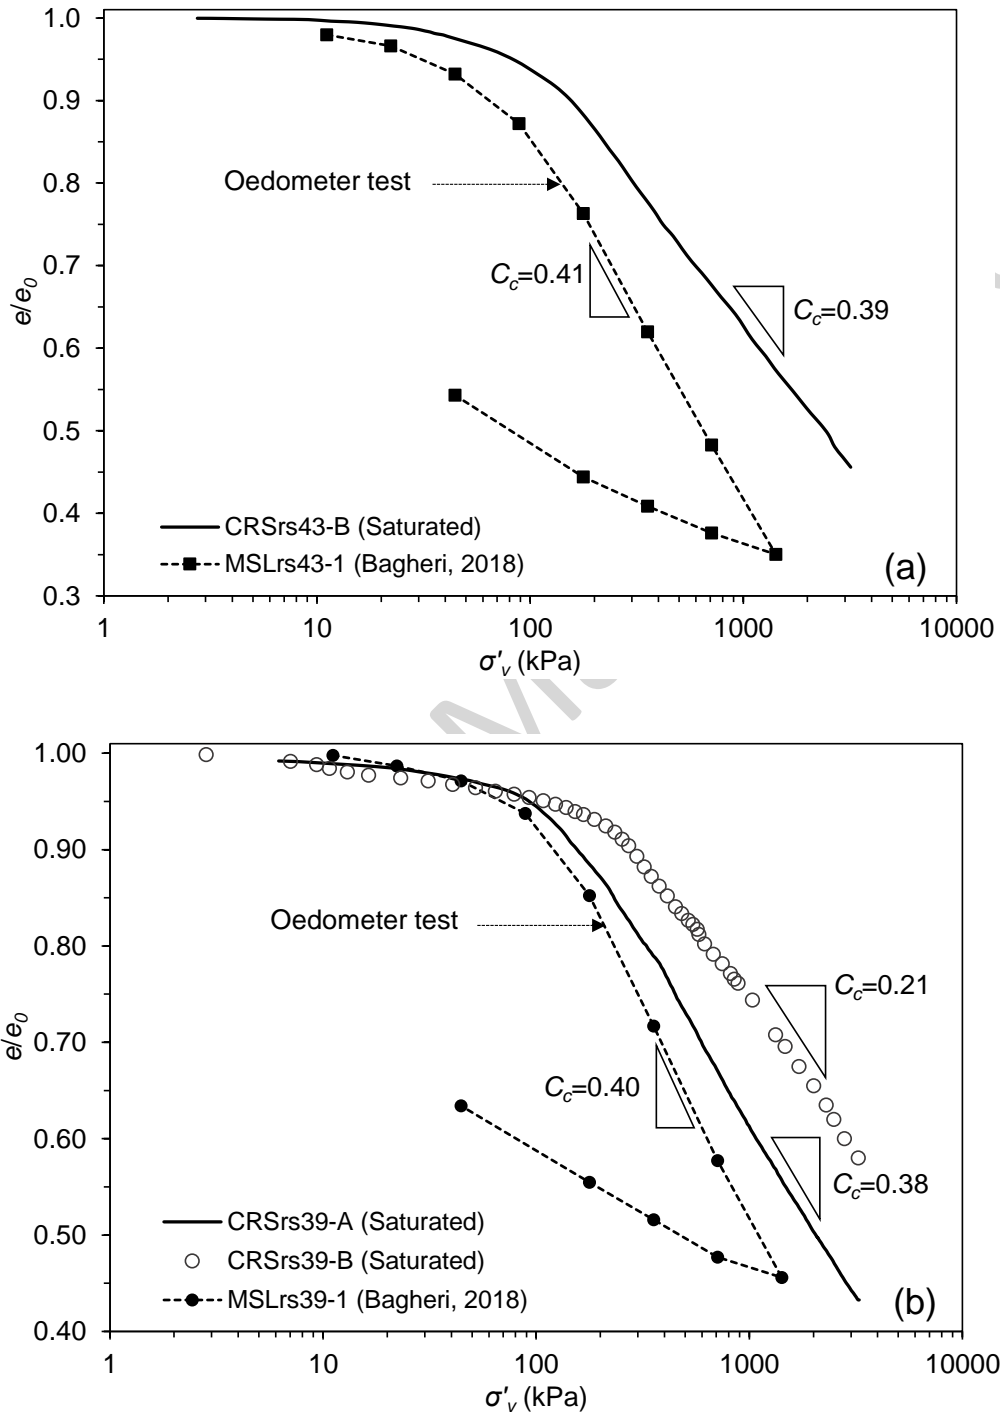 1.0
0.9
0.8
0.7
0.6
0.5
0.4
0.3
e/e0
Oedometer test
Cc=0.41
Cc=0.39
CRSrs43-B (Saturated)
MSLrs43-1 (Bagheri, 2018)
(a)
1 10 100 1000 10000
σ'v (kPa)
1.00
0.90
0.80
0.70
0.60
0.50
0.40
e/e0
Oedometer test
Cc=0.21
Cc=0.40
Cc=0.38
CRSrs39-A (Saturated)
CRSrs39-B (Saturated)
MSLrs39-1 (Bagheri, 2018)
(b)
1 10 100 1000 10000
σ'v (kPa)